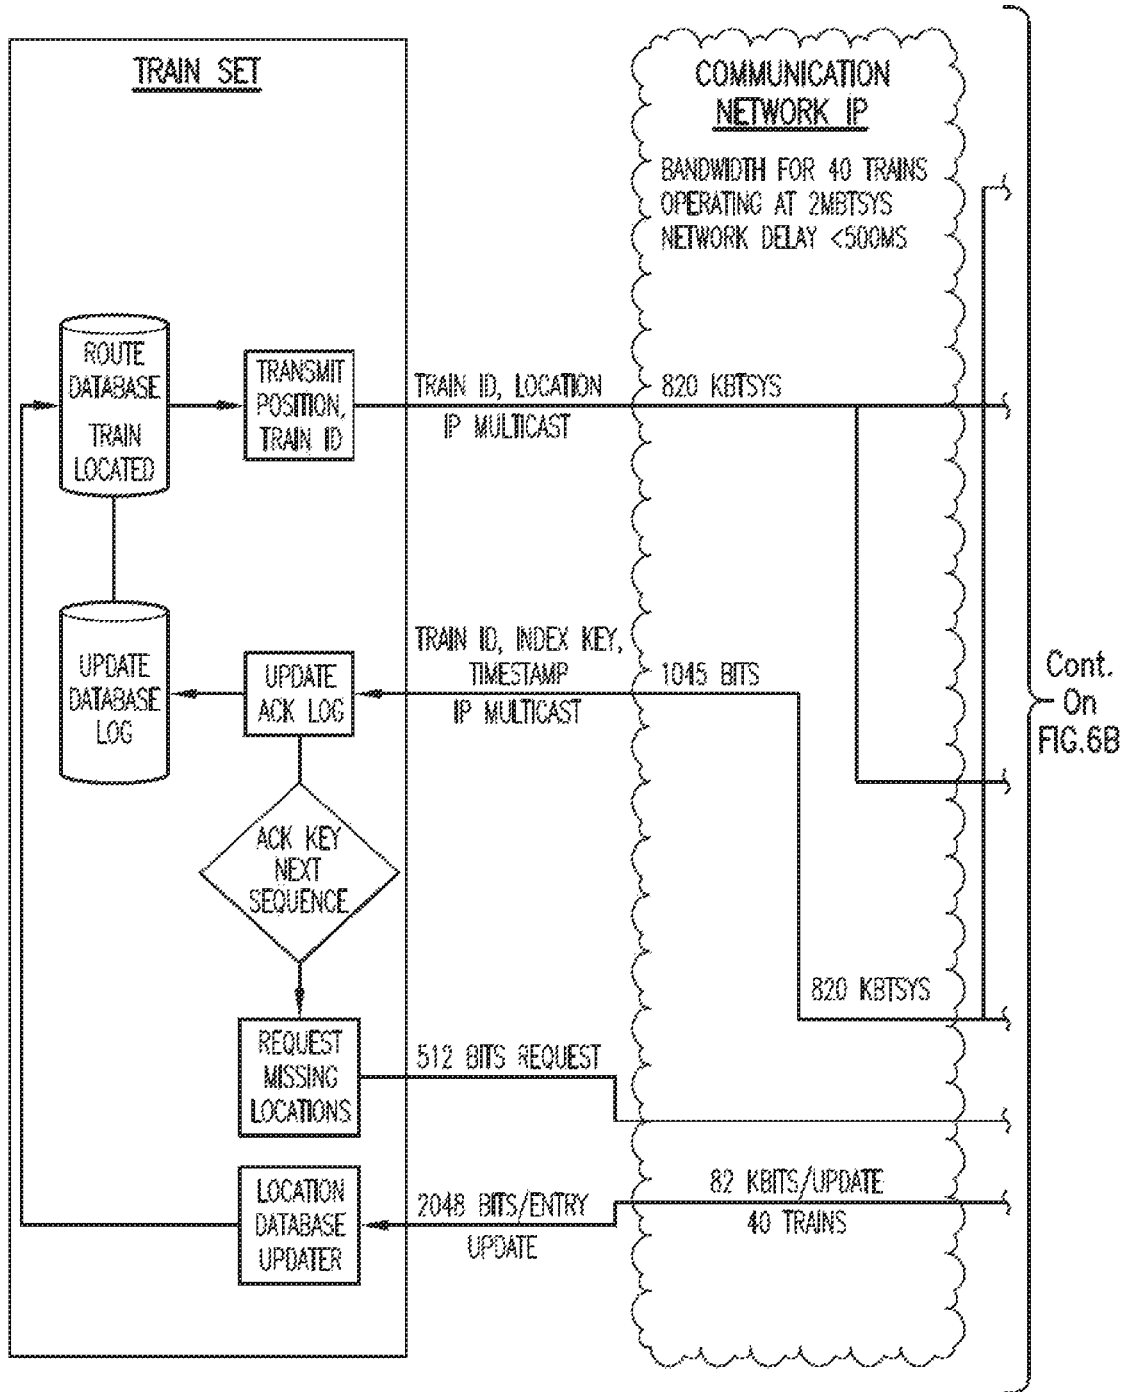 TRAIN SET
COMMUNICATION
NETWORK IP
BANDWIDTH FOR 40 TRAINS
OPERATING AT 2MBTSYS
NETWORK DELAY <500MS
ROUTE
DATABASE
TRAIN
LOCATED
TRANSMIT
POSITION,
TRAIN ID
TRAIN ID, LOCATION
IP MULTICAST
820 KBTSYS
UPDATE
DATABASE
LOG
UPDATE
ACK LOG
TRAIN ID, INDEX KEY,
TIMESTAMP
IP MULTICAST
1045 BITS
Cont.
On
FIG.6B
ACK KEY
NEXT
SEQUENCE
820 KBTSYS
REQUEST
MISSING
LOCATIONS
512 BITS REQUEST
LOCATION
DATABASE
UPDATER
2048 BITS/ENTRY
UPDATE
82 KBITS/UPDATE
40 TRAINS